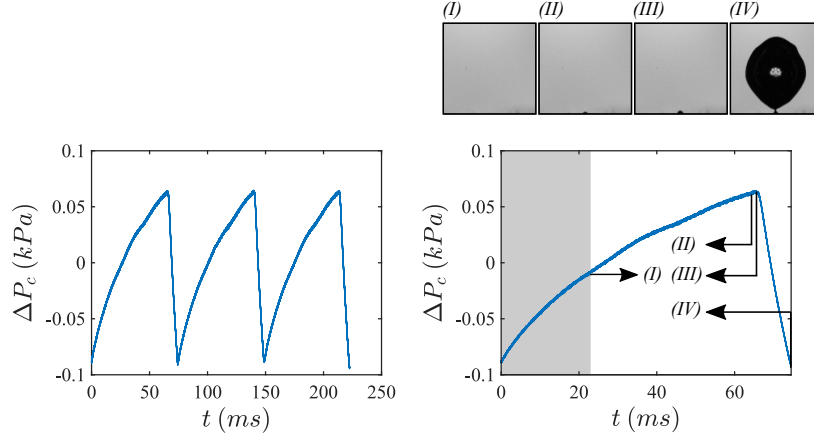 (I) (II) (III) (IV)
0.1
0.05
0
-0.05
-0.1
ΔP_c (kPa)
0 50 100 150 200 250
t (ms)
0.1
0.05
0
-0.05
-0.1
ΔP_c (kPa)
(II)
(I) (III)
(IV)
0 20 40 60
t (ms)